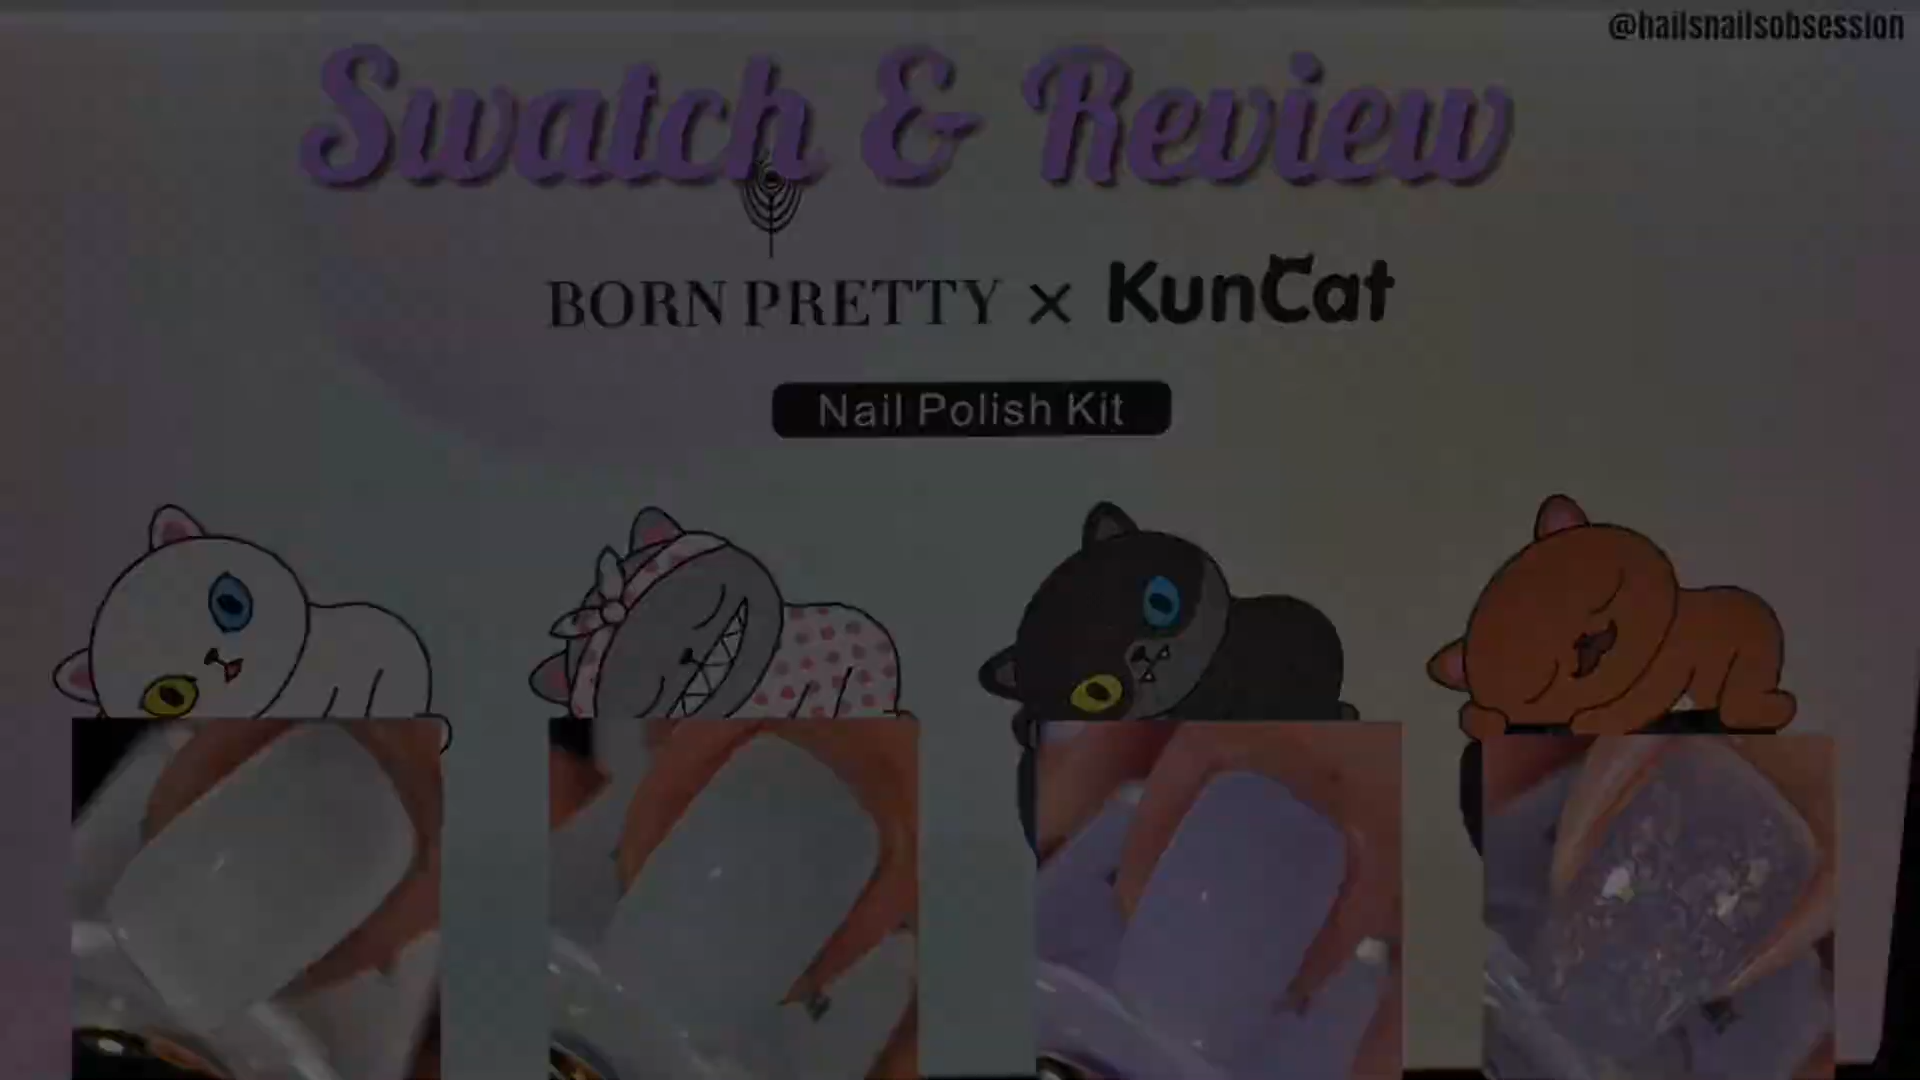 @hailsnailsobsession
Swatch & Review
BORN PRETTY × KunCat
Nail Polish Kit